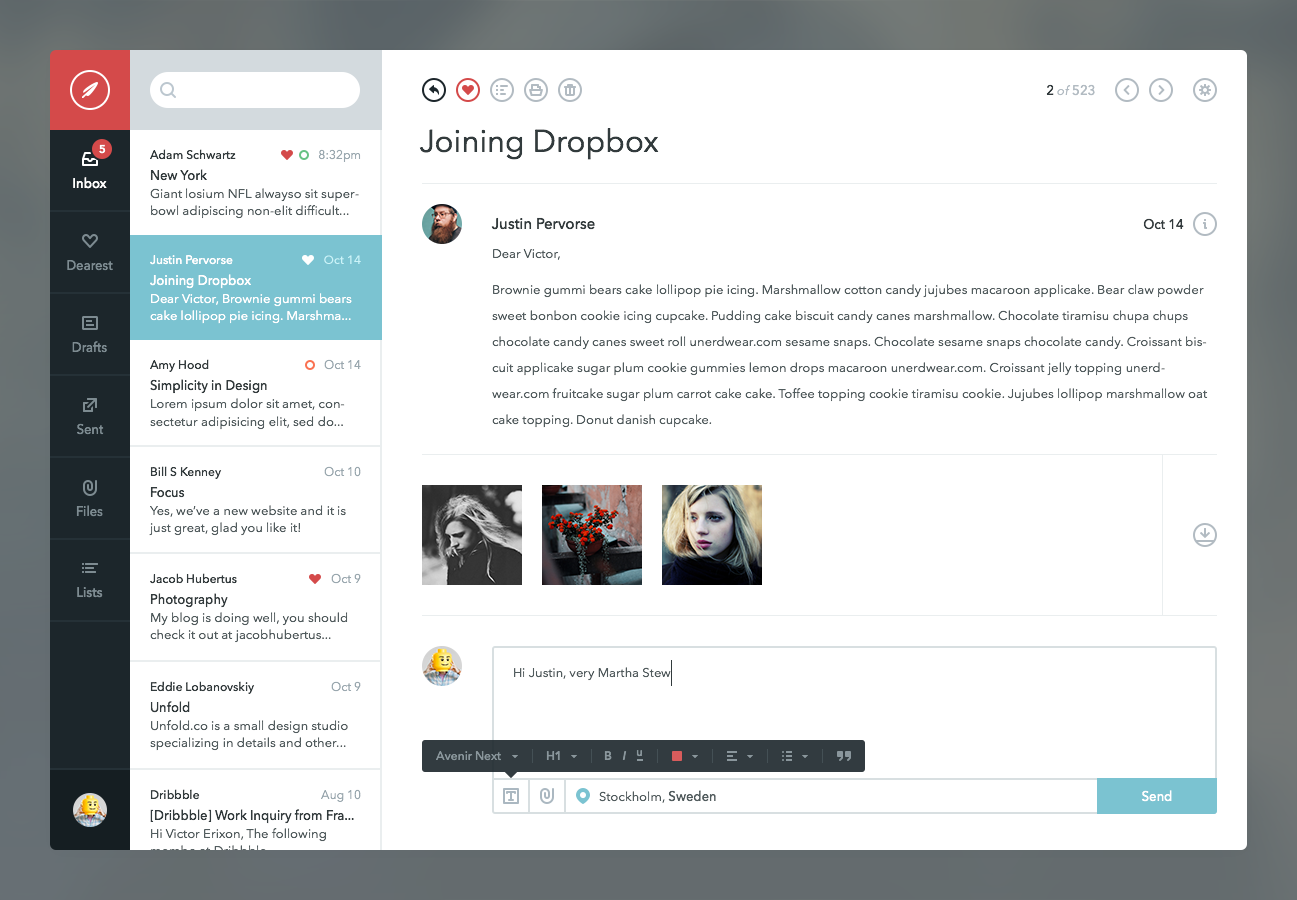 5
Inbox
Dearest
Drafts
Sent
Files
Lists
Adam Schwartz 8:32pm
New York
Giant losium NFL alwayso sit super-
bowl adipiscing non-elit difficult...
Justin Pervorse Oct 14
Joining Dropbox
Dear Victor, Brownie gummi bears
cake lollipop pie icing. Marshma...
Amy Hood Oct 14
Simplicity in Design
Lorem ipsum dolor sit amet, con-
sectetur adipisicing elit, sed do...
Bill S Kenney Oct 10
Focus
Yes, we've a new website and it is
just great, glad you like it!
Jacob Hubertus Oct 9
Photography
My blog is doing well, you should
check it out at jacobhubertus...
Eddie Lobanovskiy Oct 9
Unfold
Unfold.co is a small design studio
specializing in details and other...
Dribbble Aug 10
[Dribbble] Work Inquiry from Fra...
Hi Victor Erixon, The following
2 of 523
Joining Dropbox
Justin Pervorse Oct 14 i
Dear Victor,
Brownie gummi bears cake lollipop pie icing. Marshmallow cotton candy jujubes macaroon applicake. Bear claw powder
sweet bonbon cookie icing cupcake. Pudding cake biscuit candy canes marshmallow. Chocolate tiramisu chupa chups
chocolate candy canes sweet roll unerdwear.com sesame snaps. Chocolate sesame snaps chocolate candy. Croissant bis-
cuit applicake sugar plum cookie gummies lemon drops macaroon unerdwear.com. Croissant jelly topping unerd-
wear.com fruitcake sugar plum carrot cake cake. Toffee topping cookie tiramisu cookie. Jujubes lollipop marshmallow oat
cake topping. Donut danish cupcake.
Hi Justin, very Martha Stew
Avenir Next H1 B I U
T Stockholm, Sweden Send